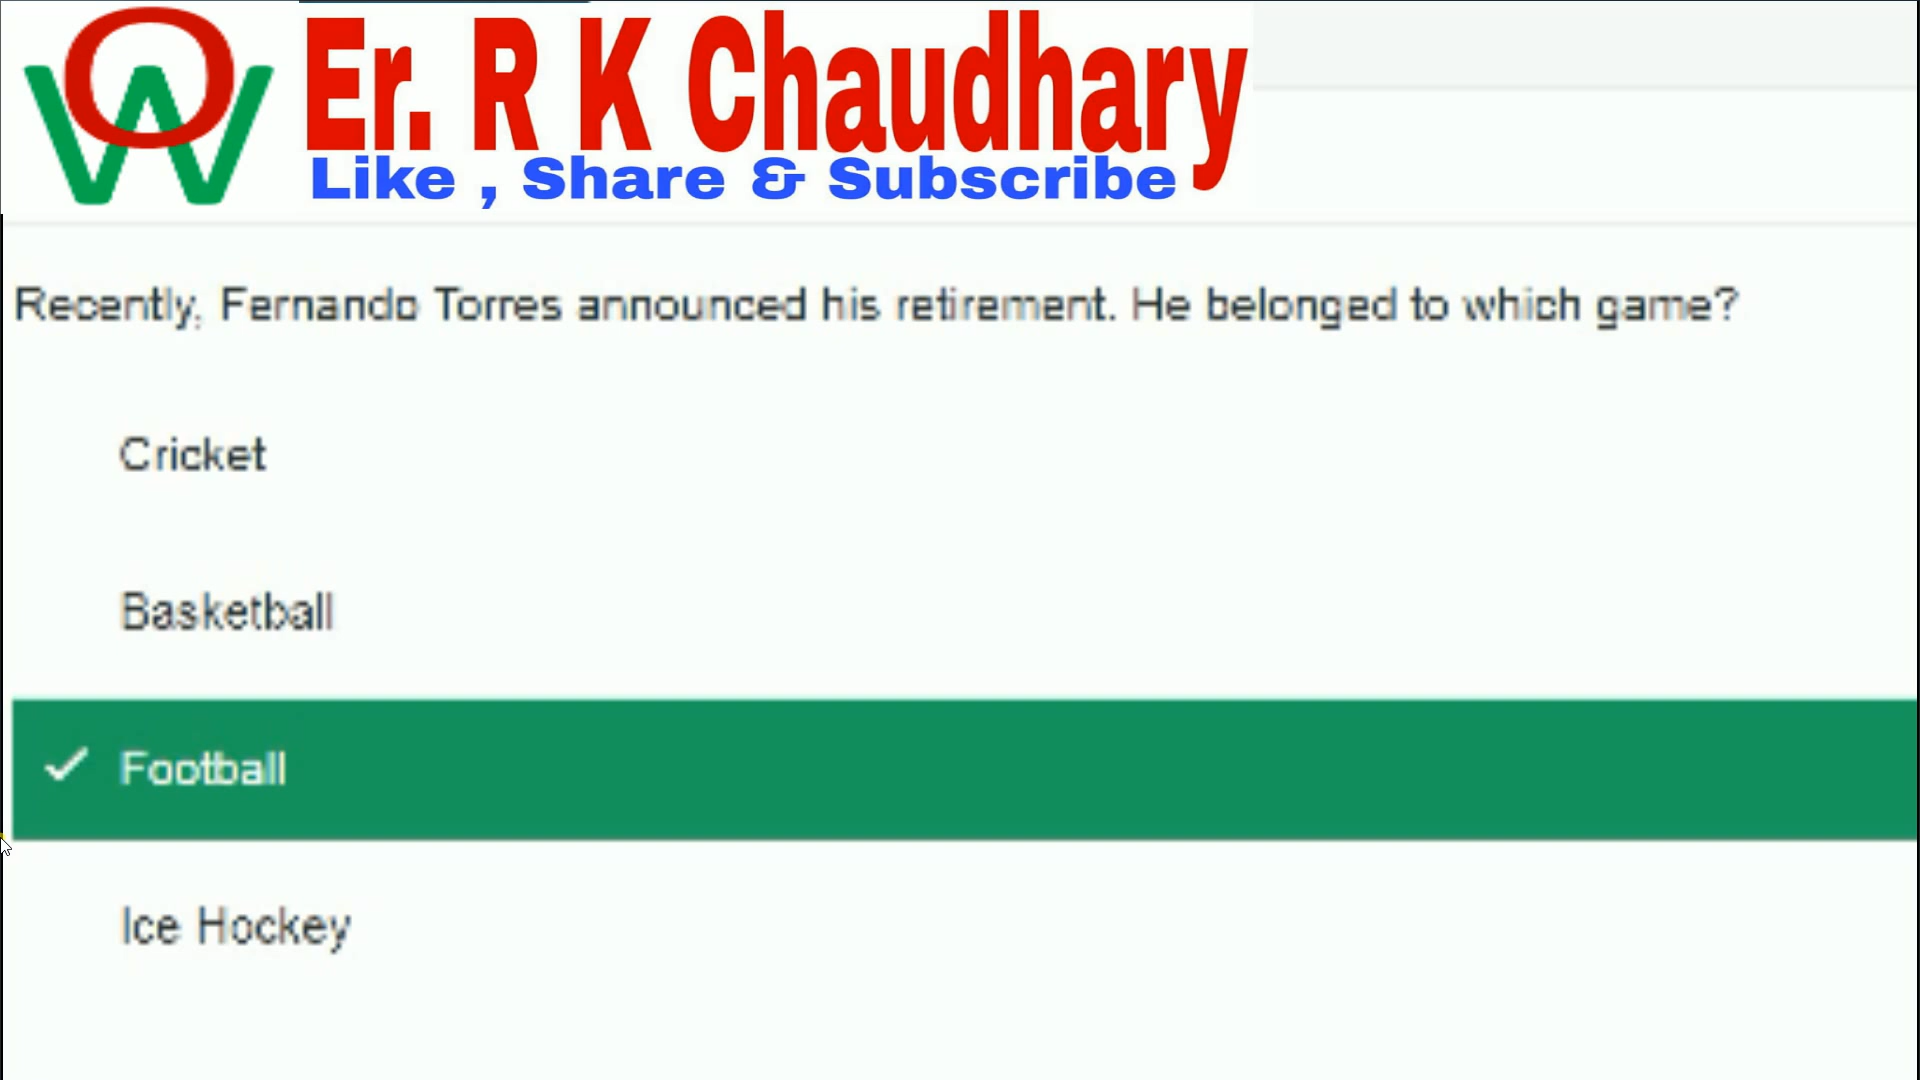 OW
Er. R K Chaudhary
Like , Share & Subscribe
Recently, Fernando Torres announced his retirement. He belonged to which game?
Cricket
Basketball
Football
Ice Hockey